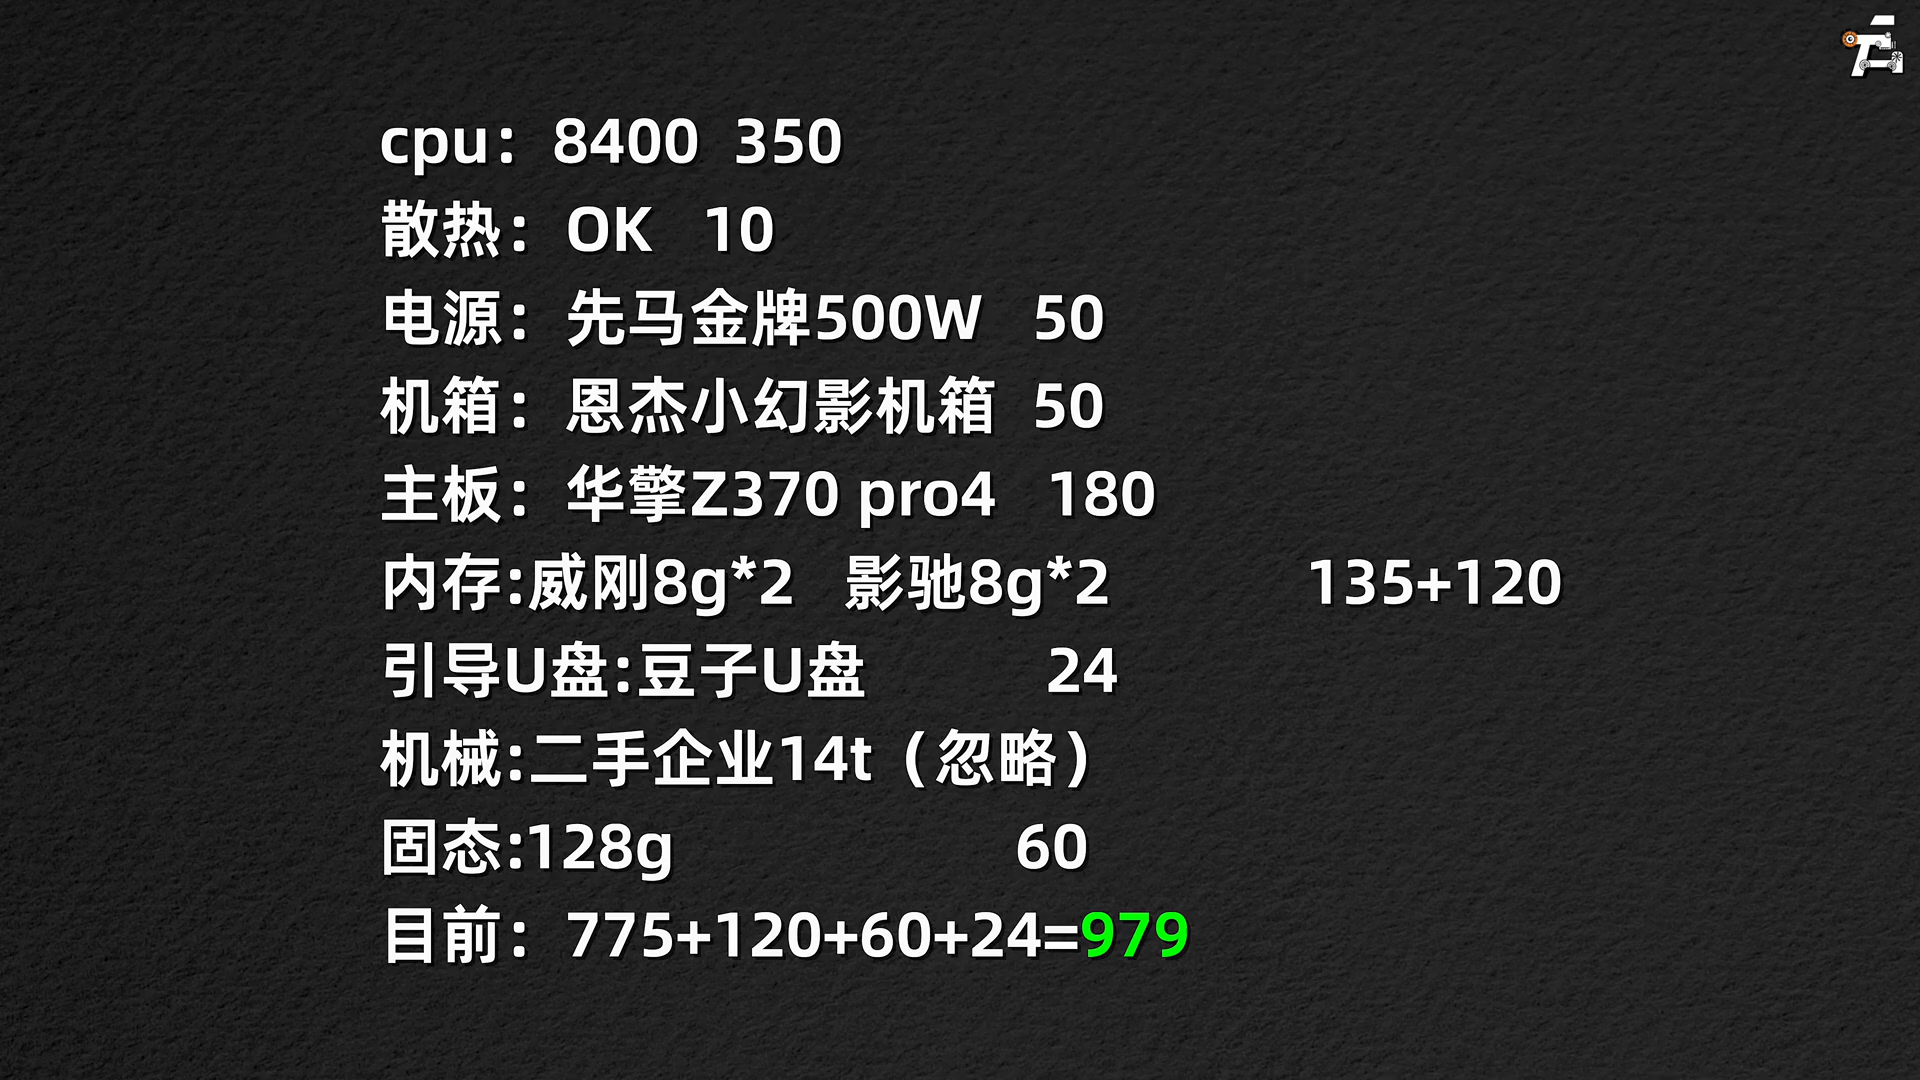 cpu：8400 350
散热：OK 10
电源：先马金牌500W 50
机箱：恩杰小幻影机箱 50
主板：华擎Z370 pro4 180
内存:威刚8g*2 影驰8g*2 135+120
引导U盘:豆子U盘 24
机械:二手企业14t（忽略）
固态:128g 60
目前：775+120+60+24=979